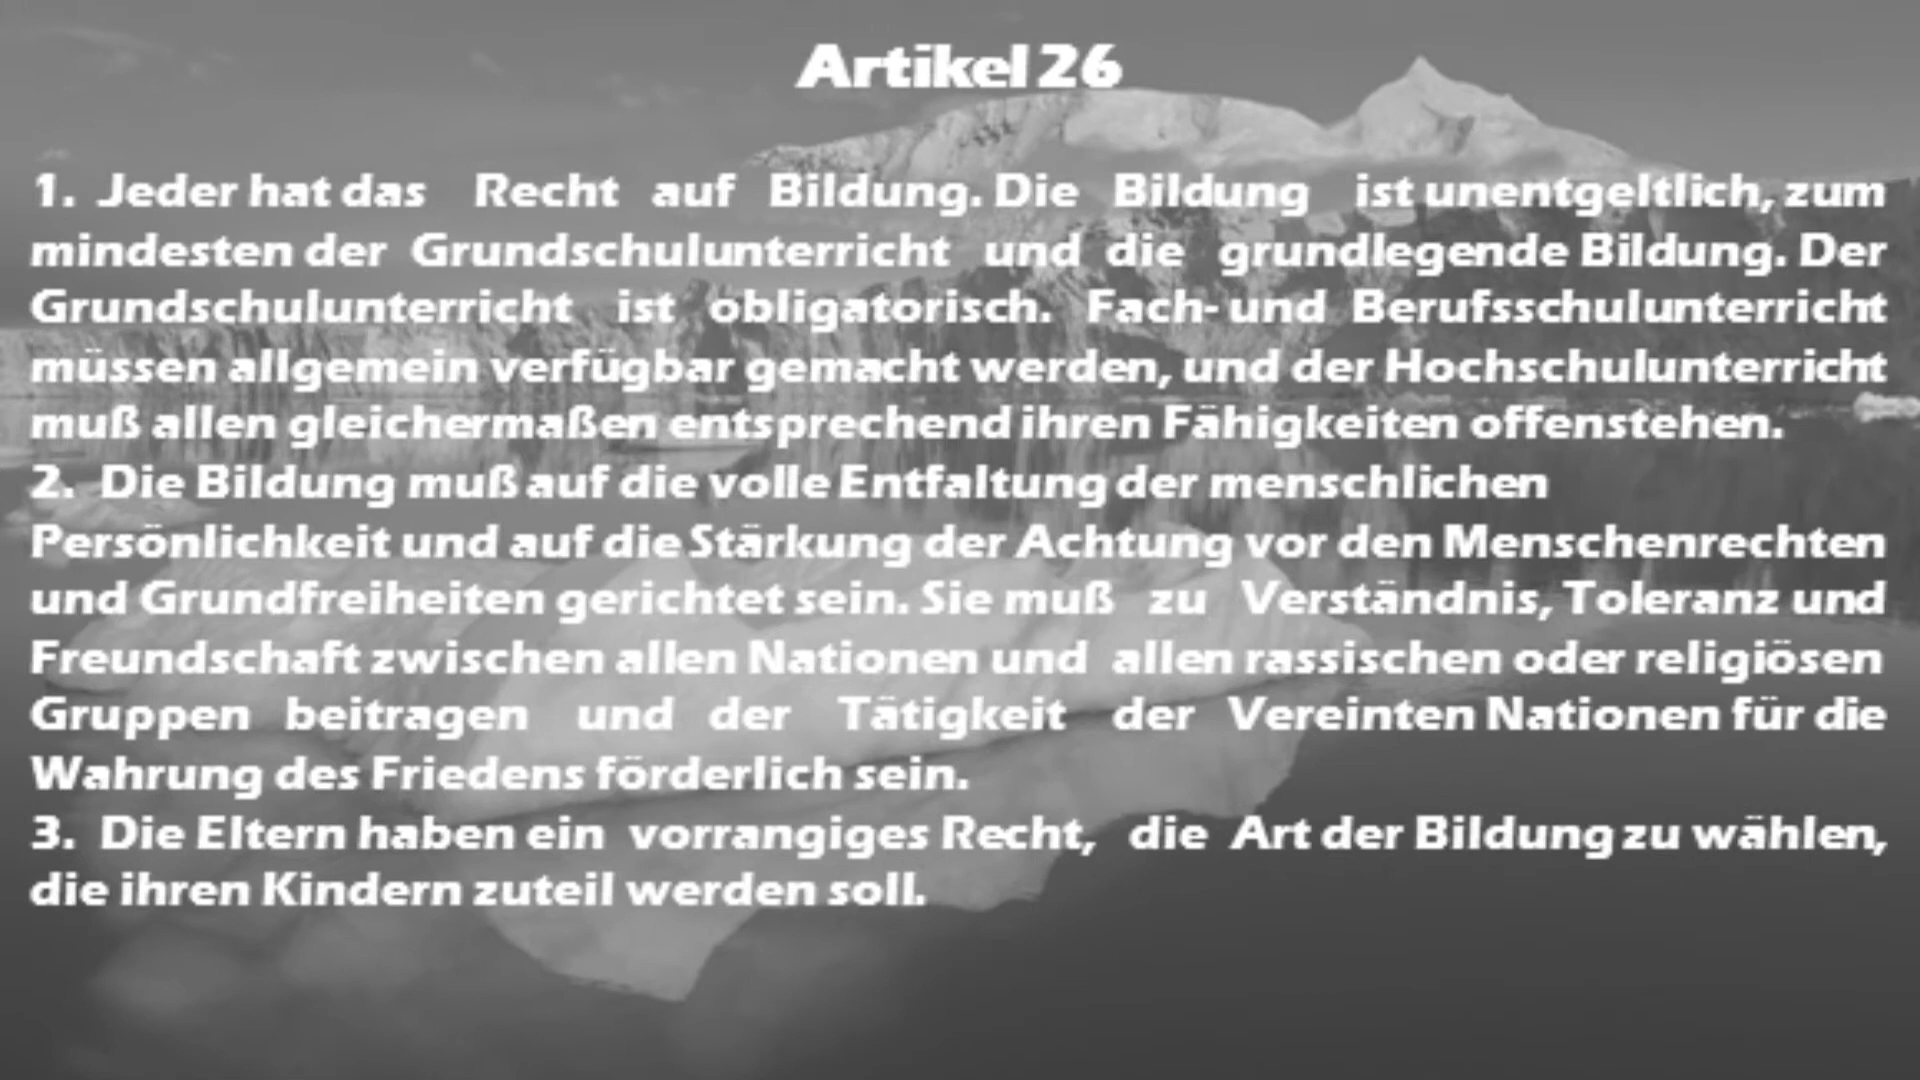 Artikel 26
1. Jeder hat das Recht auf Bildung. Die Bildung ist unentgeltlich, zum
mindesten der Grundschulunterricht und die grundlegende Bildung. Der
Grundschulunterricht ist obligatorisch. Fach- und Berufsschulunterricht
müssen allgemein verfügbar gemacht werden, und der Hochschulunterricht
muß allen gleichermaßen entsprechend ihren Fähigkeiten offenstehen.
2. Die Bildung muß auf die volle Entfaltung der menschlichen
Persönlichkeit und auf die Stärkung der Achtung vor den Menschenrechten
und Grundfreiheiten gerichtet sein. Sie muß zu Verständnis, Toleranz und
Freundschaft zwischen allen Nationen und allen rassischen oder religiösen
Gruppen beitragen und der Tätigkeit der Vereinten Nationen für die
Wahrung des Friedens förderlich sein.
3. Die Eltern haben ein vorrangiges Recht, die Art der Bildung zu wählen,
die ihren Kindern zuteil werden soll.